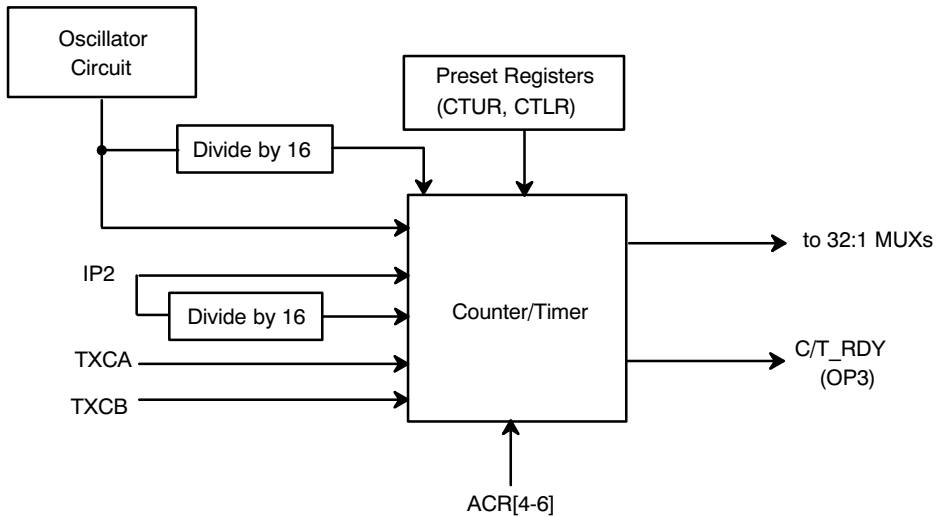 Oscillator
Circuit
Preset Registers
(CTUR, CTLR)
Divide by 16
to 32:1 MUXs
IP2
Divide by 16
Counter/Timer
TXCA
C/T_RDY
(OP3)
TXCB
ACR[4-6]